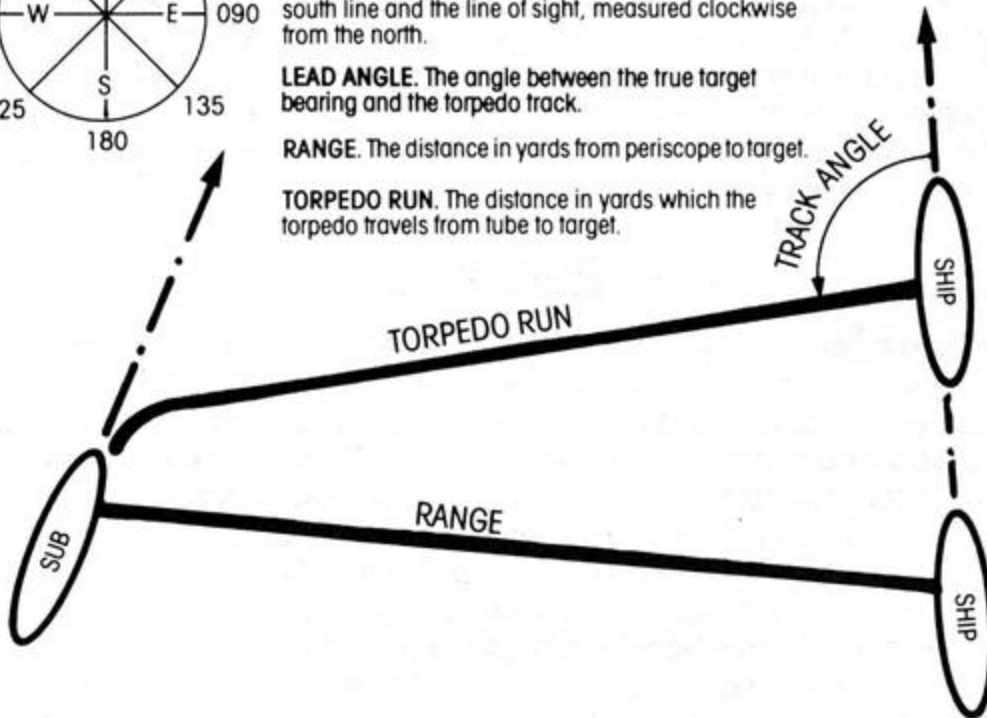 W
E
090
S
25
135
180
south line and the line of sight, measured clockwise
from the north.
LEAD ANGLE. The angle between the true target
bearing and the torpedo track.
RANGE. The distance in yards from periscope to target.
TORPEDO RUN. The distance in yards which the
torpedo travels from tube to target.
TRACK ANGLE
SHIP
TORPEDO RUN
RANGE
SUB
SHIP